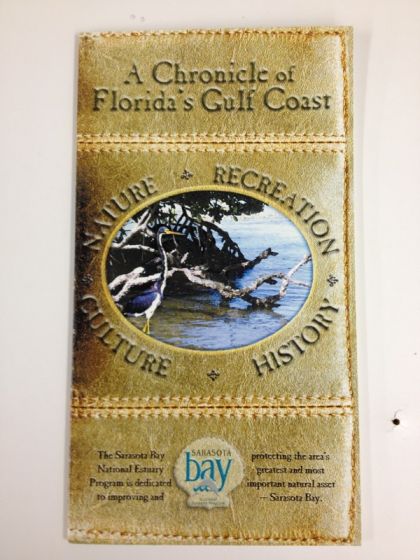 A Chronicle of
Florida's Gulf Coast
NATURE
RECREATION
CULTURE
HISTORY
The Sarasota Bay
National Estuary
Program is dedicated
to improving and
SARASOTA
bay
protecting the area's
greatest and most
important natural asset
— Sarasota Bay.